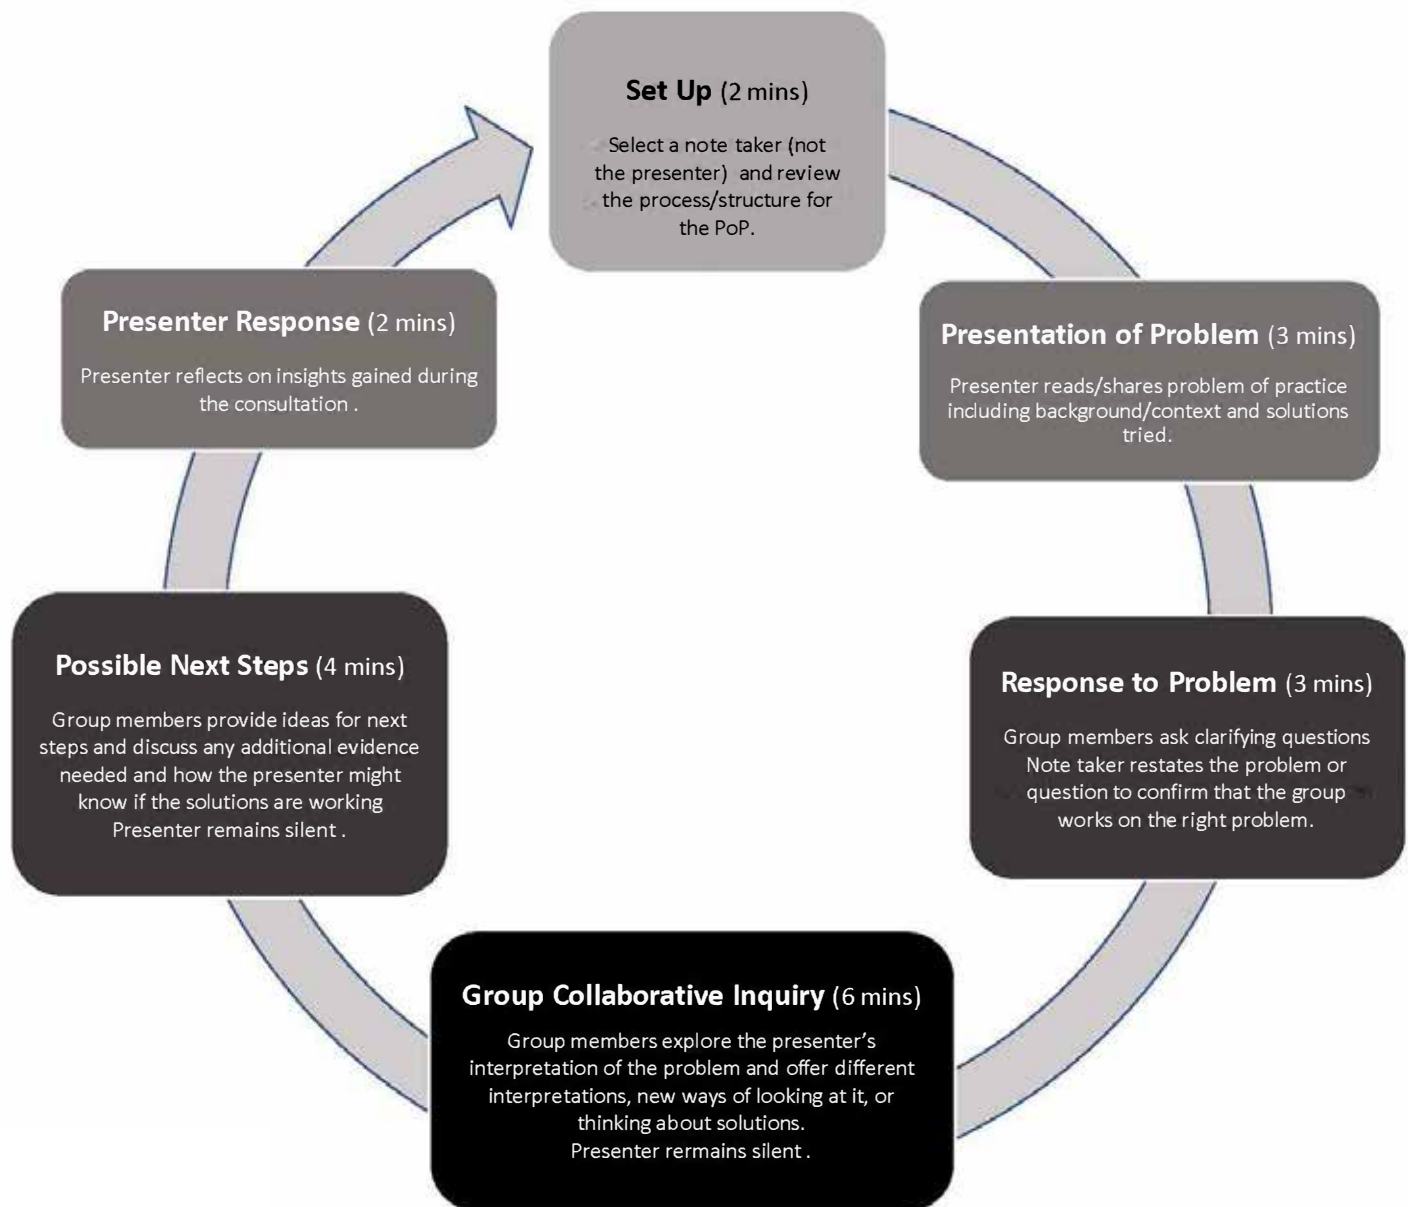 Set Up (2 mins)
Select a note taker (not
the presenter) and review
the process/structure for
the PoP.
Presentation of Problem (3 mins)
Presenter reads/shares problem of practice
including background/context and solutions
tried.
Response to Problem (3 mins)
Group members ask clarifying questions
Note taker restates the problem or
question to confirm that the group
works on the right problem.
Group Collaborative Inquiry (6 mins)
Group members explore the presenter's
interpretation of the problem and offer different
interpretations, new ways of looking at it, or
thinking about solutions.
Presenter rermains silent .
Possible Next Steps (4 mins)
Group members provide ideas for next
steps and discuss any additional evidence
needed and how the presenter might
know if the solutions are working
Presenter remains silent .
Presenter Response (2 mins)
Presenter reflects on insights gained during
the consultation .